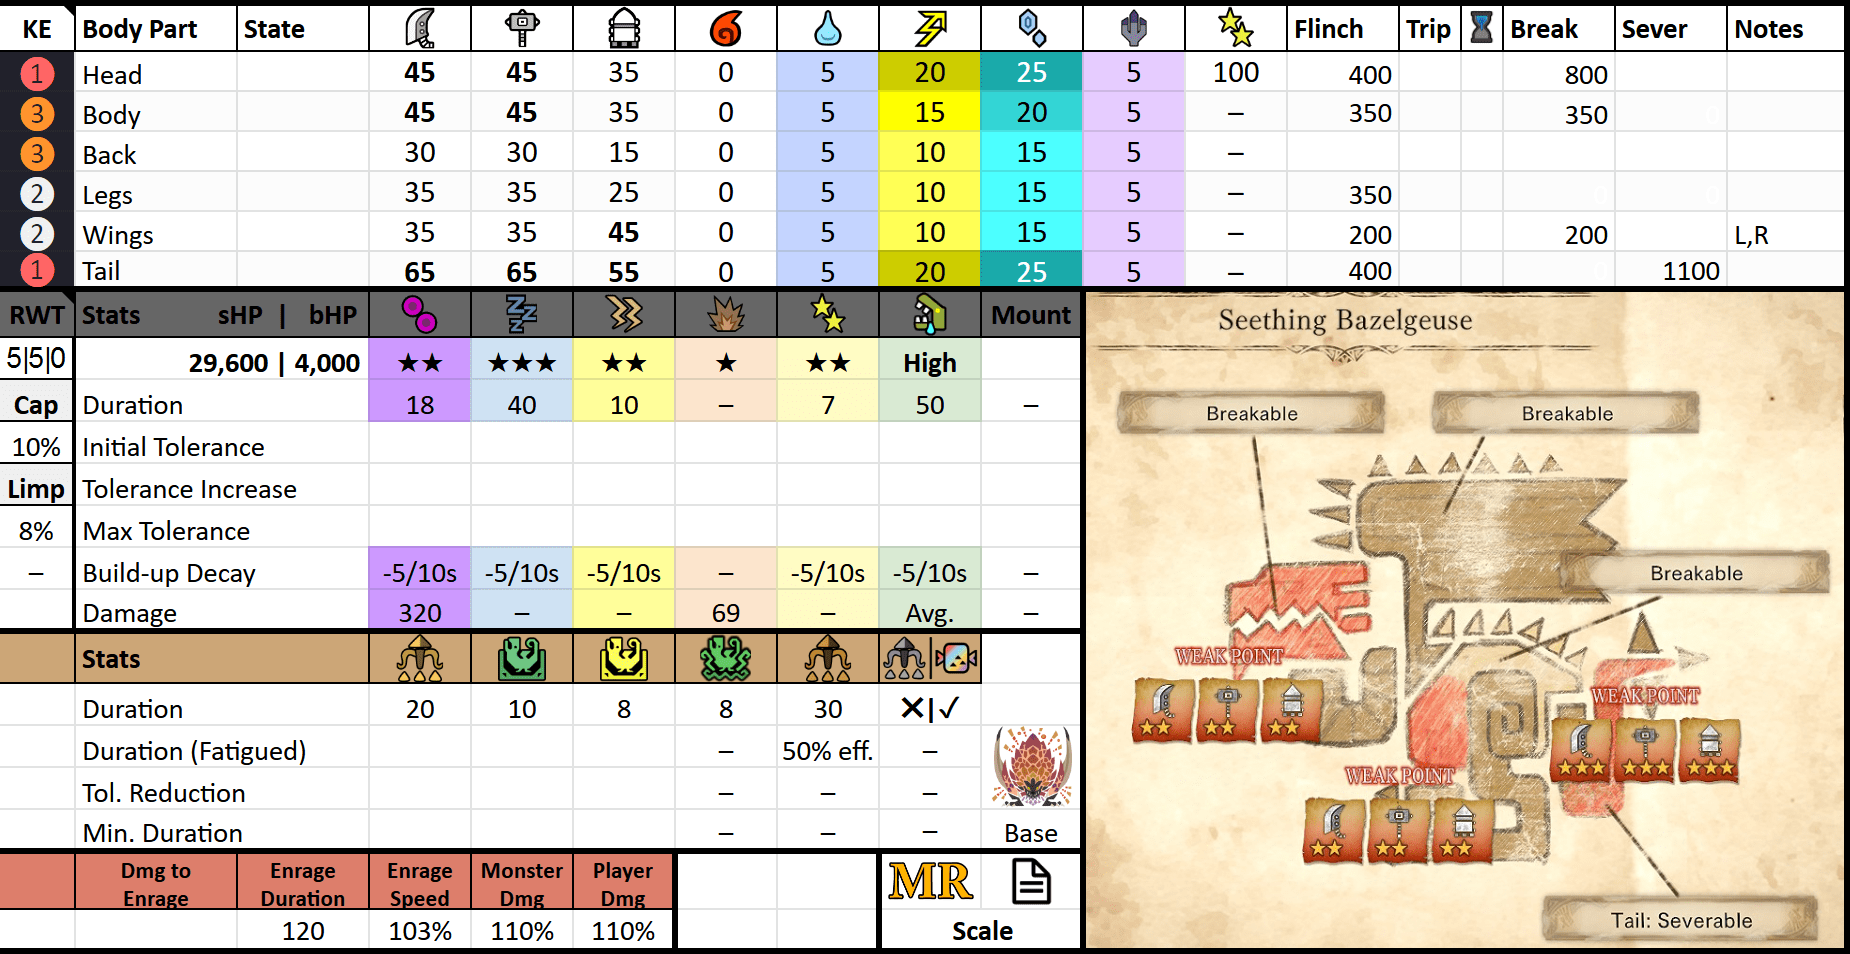 KE Body Part State Flinch Trip Break Sever Notes
1 Head 45 45 35 0 5 20 25 5 100 400 800
3 Body 45 45 35 0 5 15 20 5 – 350 350
3 Back 30 30 15 0 5 10 15 5 –
2 Legs 35 35 25 0 5 10 15 5 – 350
2 Wings 35 35 45 0 5 10 15 5 – 200 200 L,R
1 Tail 65 65 55 0 5 20 25 5 – 400 1100
RWT Stats sHP | bHP Mount
5|5|0 29,600 | 4,000 ★★ ★★★ ★★ ★ ★★ High
Cap Duration 18 40 10 – 7 50 –
10% Initial Tolerance
Limp Tolerance Increase
8% Max Tolerance
– Build-up Decay -5/10s -5/10s -5/10s – -5/10s -5/10s –
Damage 320 – – 69 – Avg. –
Stats
Duration 20 10 8 8 30 ✕|✓
Duration (Fatigued) – 50% eff. –
Tol. Reduction – – –
Min. Duration – – – Base
Dmg to Enrage Enrage Duration Enrage Speed Monster Dmg Player Dmg MR
120 103% 110% 110% Scale
Seething Bazelgeuse
Breakable
Breakable
Breakable
WEAK POINT
WEAK POINT
WEAK POINT
Tail: Severable